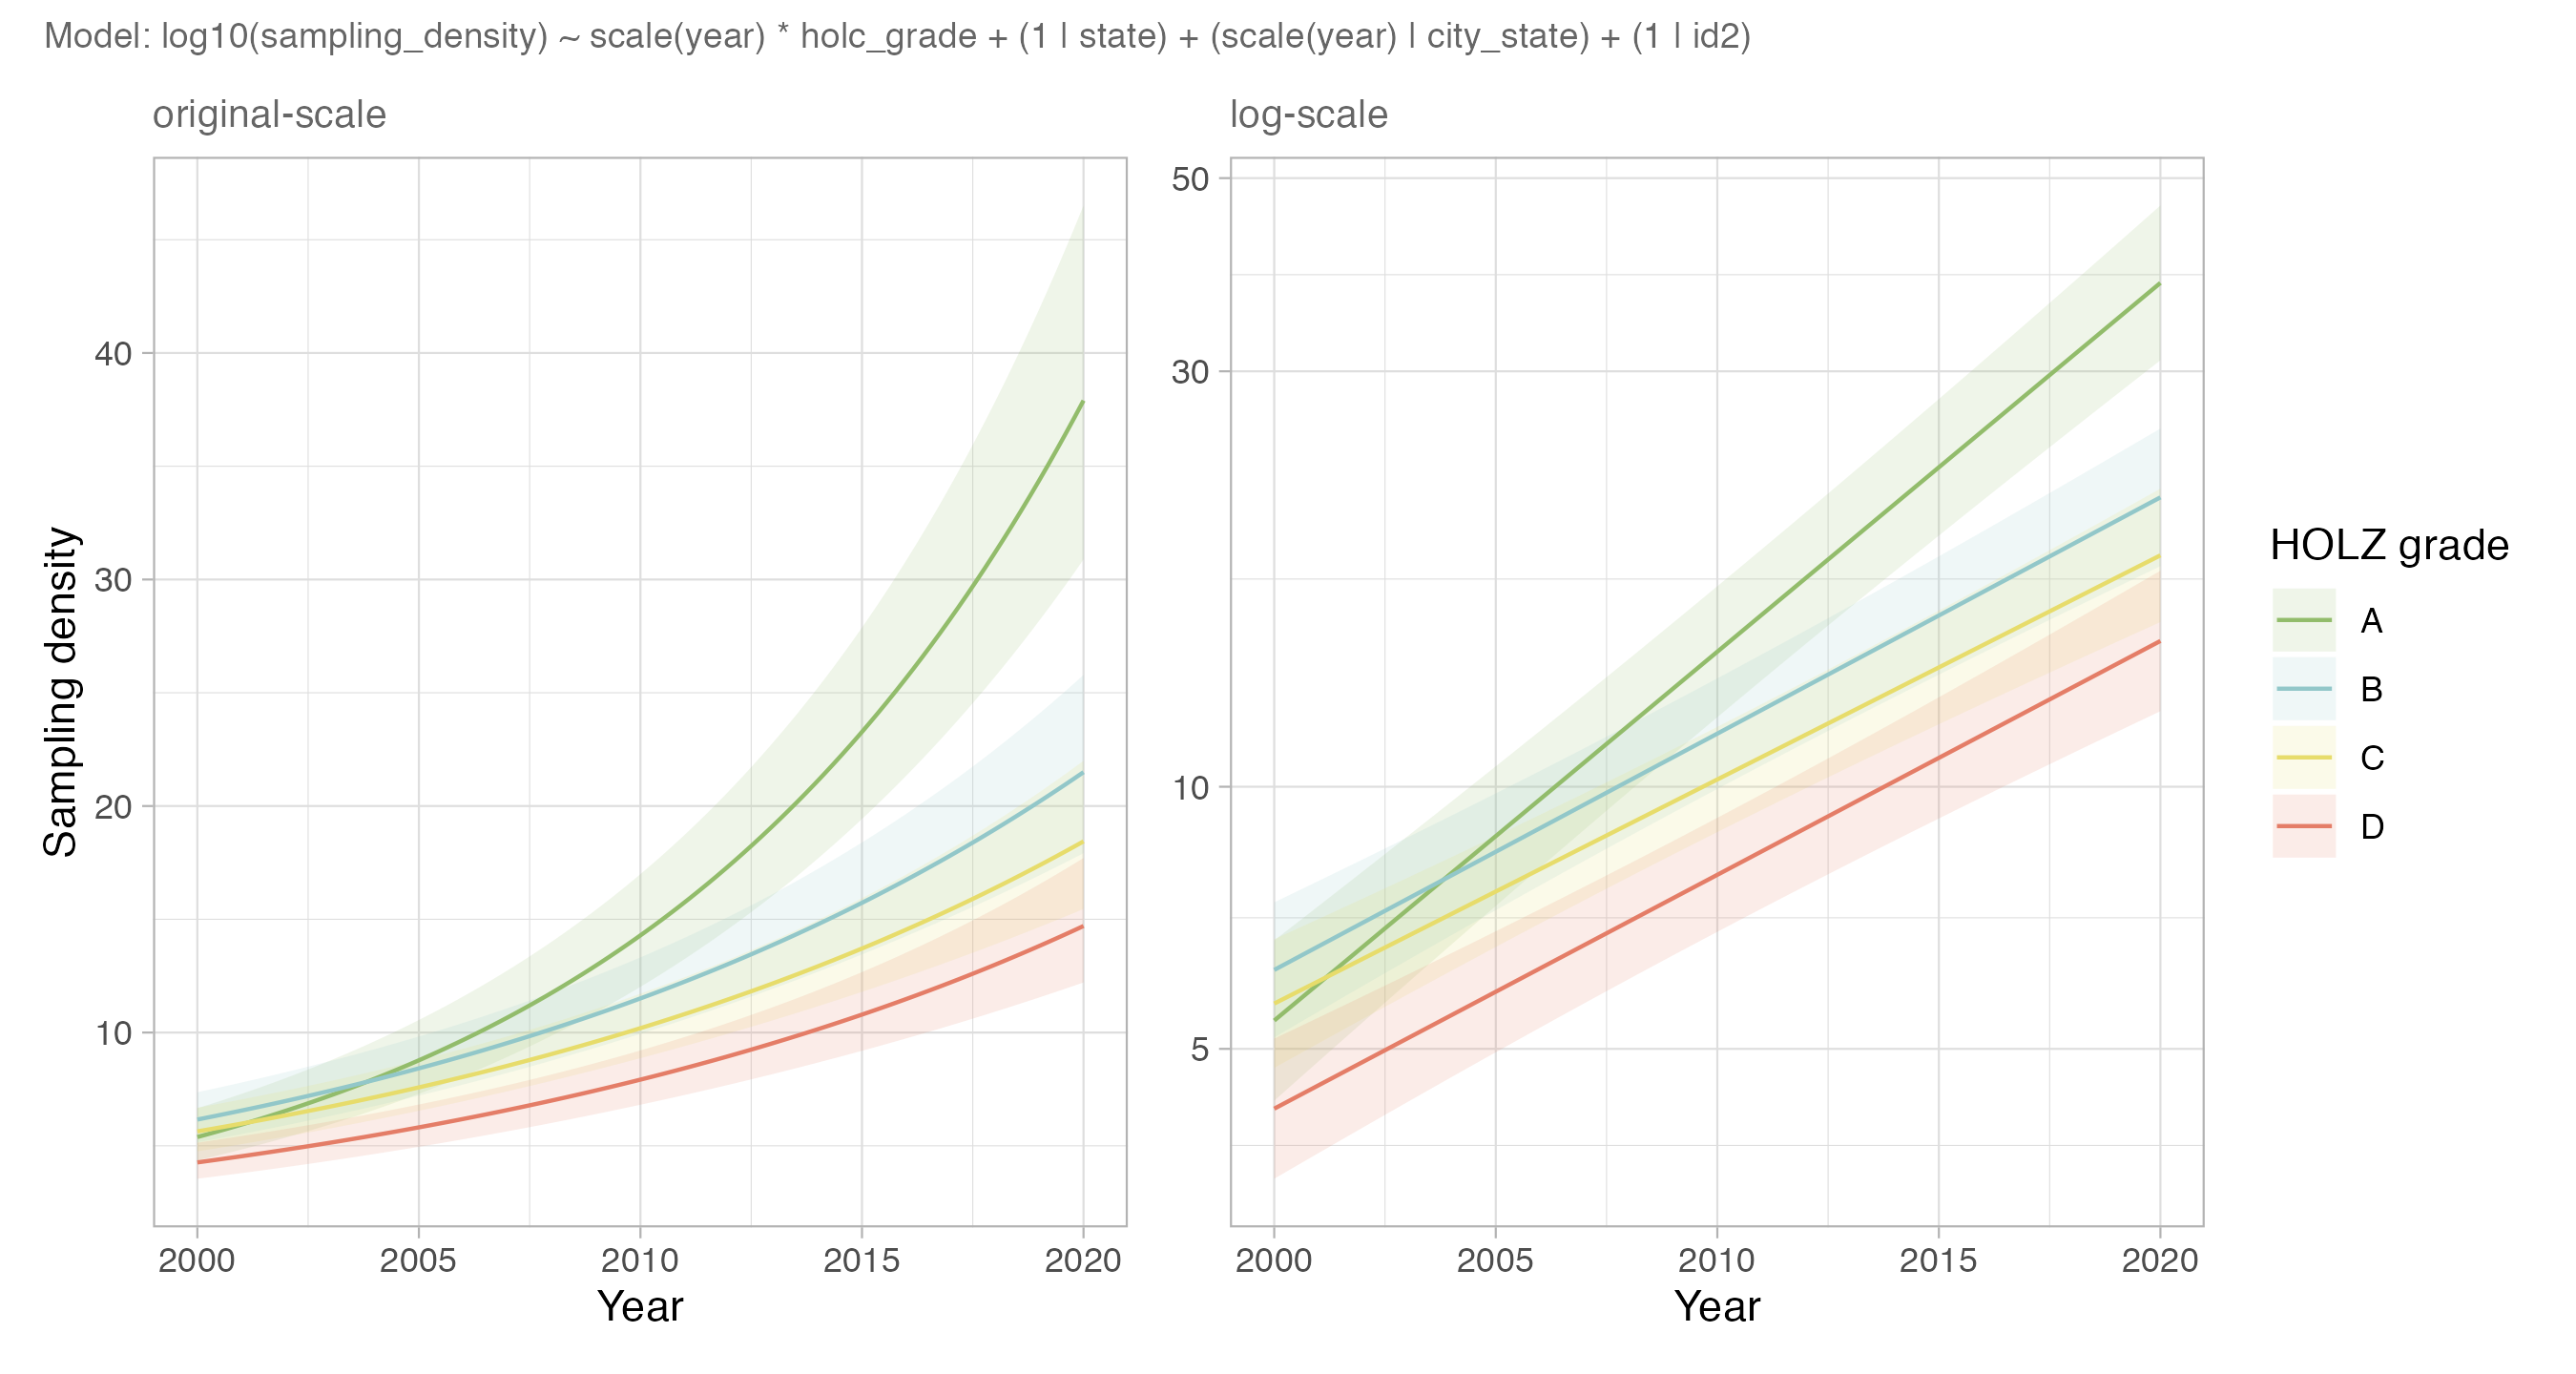 Model: log10(sampling_density) ~ scale(year) * holc_grade + (1 | state) + (scale(year) | city_state) + (1 | id2)
original-scale
log-scale
Sampling density
40
30
20
10
2000 2005 2010 2015 2020
Year
50
30
10
5
2000 2005 2010 2015 2020
Year
HOLZ grade
A
B
C
D